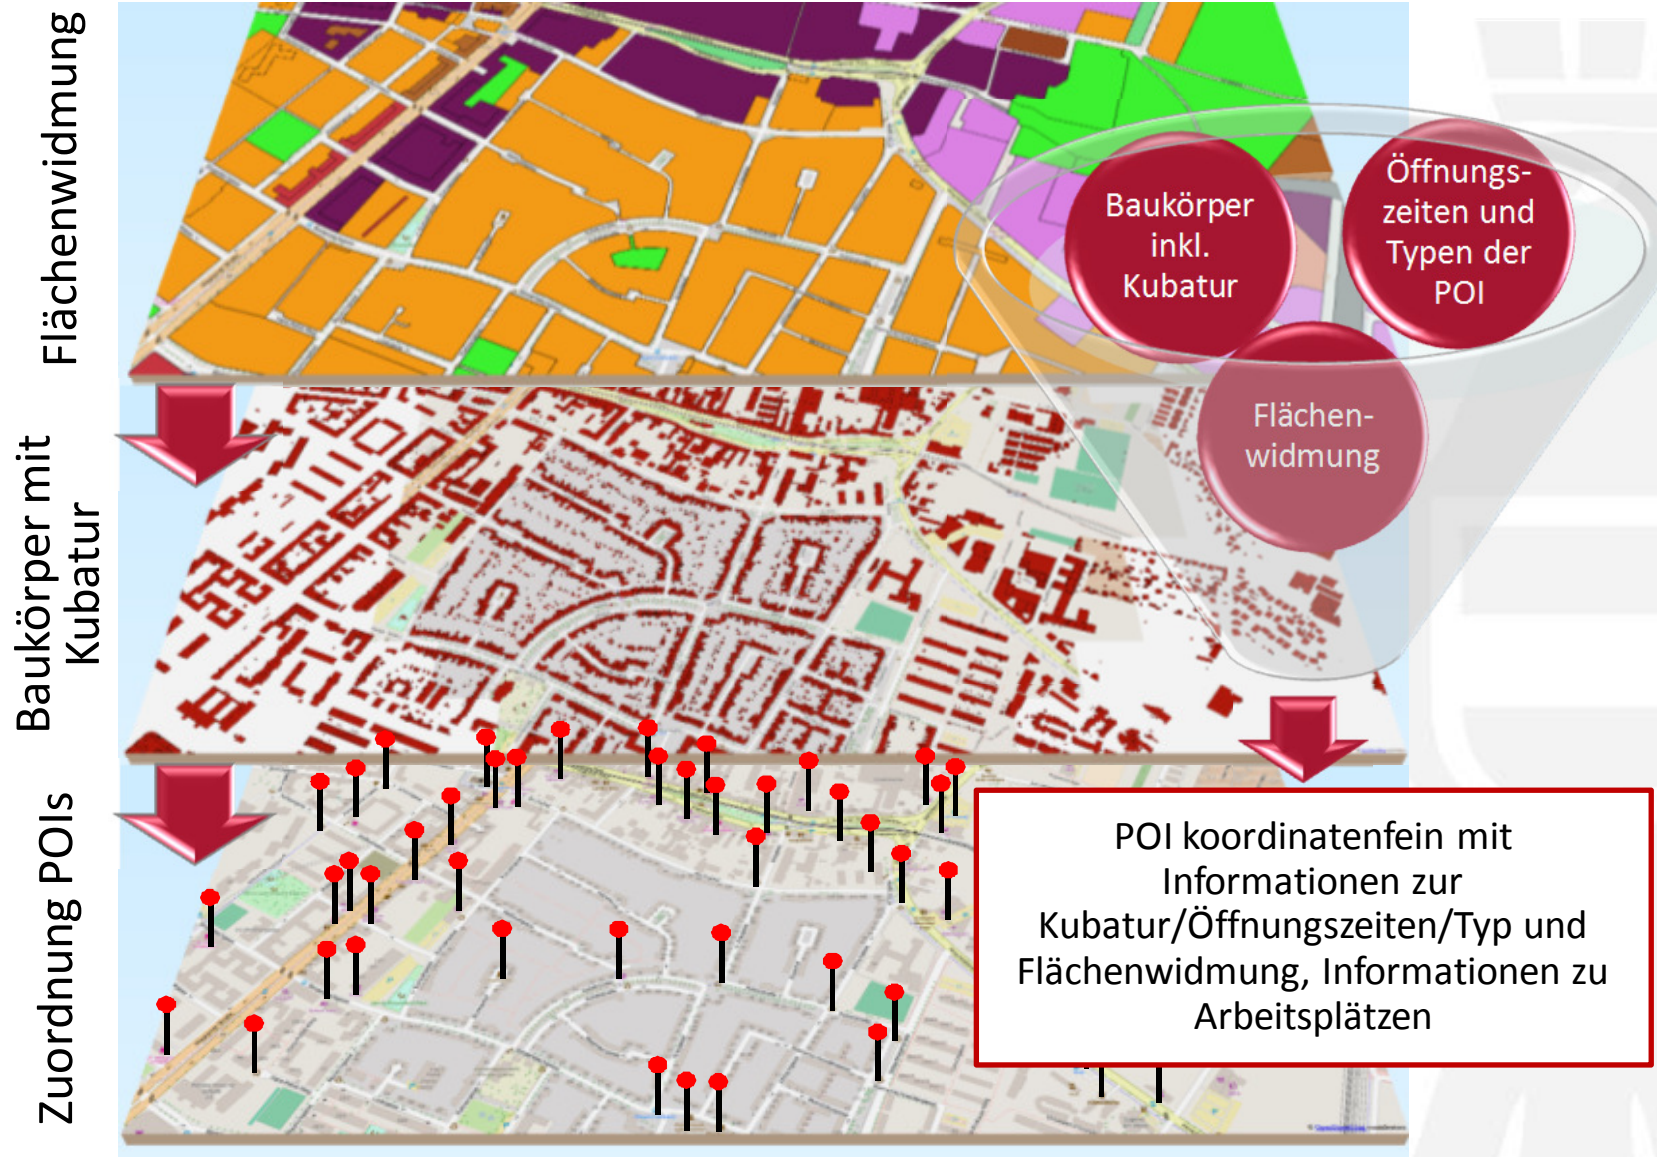 Flächenwidmung
Baukörper mit
Kubatur
Zuordnung POIs
Baukörper
inkl.
Kubatur
Öffnungs-
zeiten und
Typen der
POI
Flächen-
widmung
POI koordinatenfein mit
Informationen zur
Kubatur/Öffnungszeiten/Typ und
Flächenwidmung, Informationen zu
Arbeitsplätzen